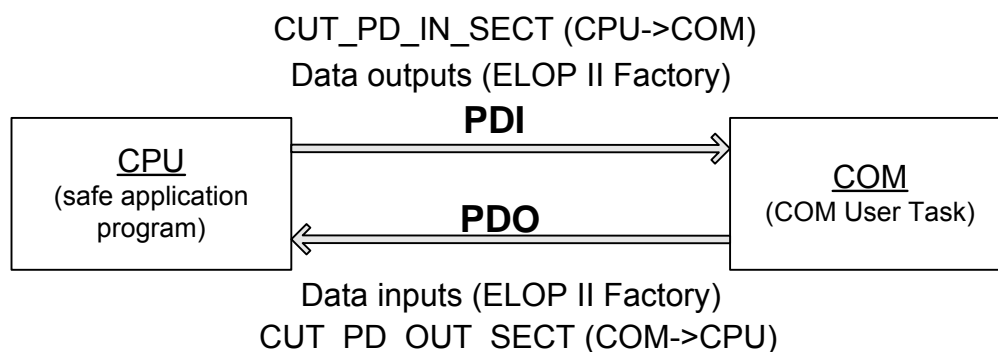 CUT_PD_IN_SECT (CPU->COM)
Data outputs (ELOP II Factory)
PDI
CPU
(safe application
program)
COM
(COM User Task)
PDO
Data inputs (ELOP II Factory)
CUT_PD_OUT_SECT (COM->CPU)